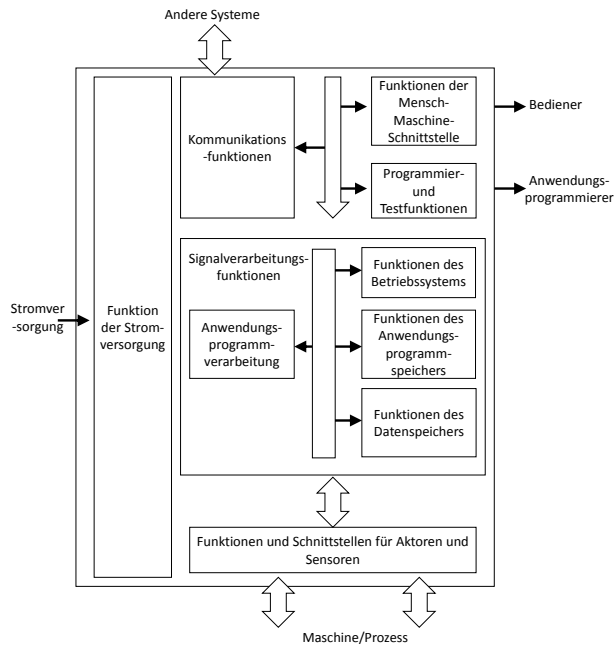 Andere Systeme
Funktionen der
Mensch-
Maschine-
Schnittstelle
Bediener
Kommunikations
-funktionen
Programmier-
und
Testfunktionen
Anwendungs-
programmierer
Signalverarbeitungs-
funktionen
Funktionen des
Betriebssystems
Stromver
-sorgung
Funktion
der Strom-
versorgung
Anwendungs-
programm-
verarbeitung
Funktionen des
Anwendungs-
programm-
speichers
Funktionen des
Datenspeichers
Funktionen und Schnittstellen für Aktoren und
Sensoren
Maschine/Prozess